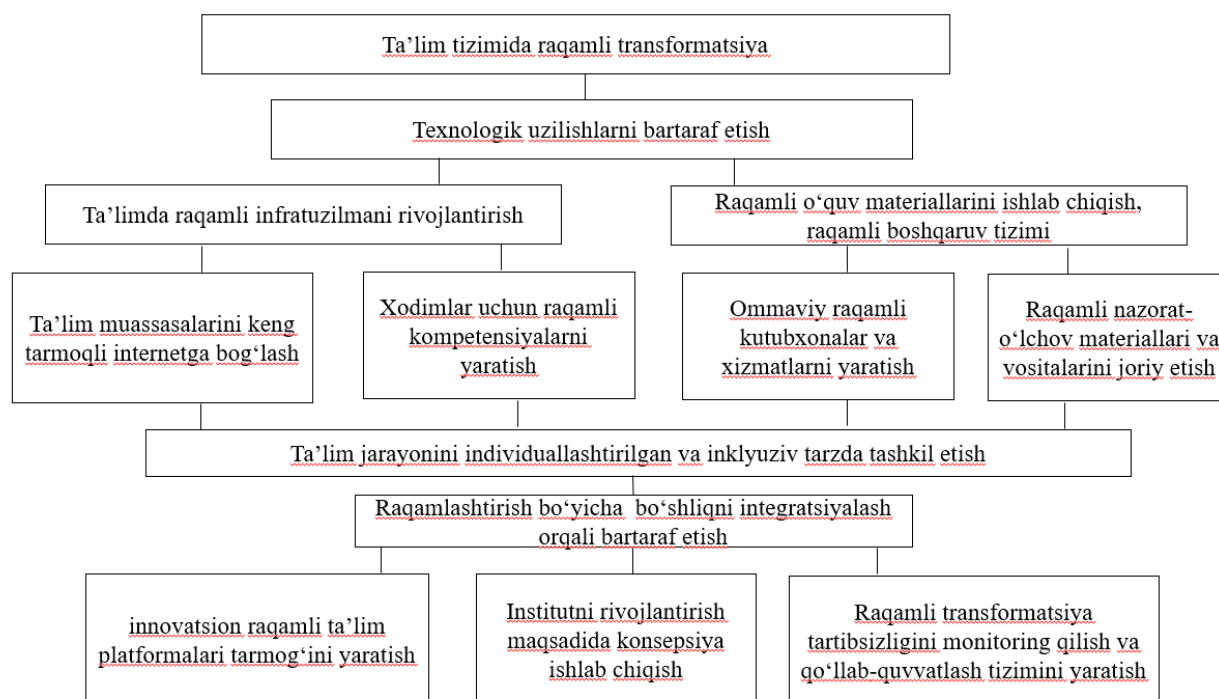 Ta’lim tizimida raqamli transformatsiya
Texnologik uzilishlarni bartaraf etish
Ta’limda raqamli infratuzilmani rivojlantirish
Raqamli o‘quv materiallarini ishlab chiqish,
raqamli boshqaruv tizimi
Ta’lim muassasalarini keng
tarmoqli internetga bog‘lash
Xodimlar uchun raqamli
kompetensiyalarni
yaratish
Ommaviy raqamli
kutubxonalar va
xizmatlarni yaratish
Raqamli nazorat-
o‘lchov materiallari va
vositalarini joriy etish
Ta’lim jarayonini individuallashtirilgan va inklyuziv tarzda tashkil etish
Raqamlashtirish bo‘yicha bo‘shliqni integratsiyalash
orqali bartaraf etish
innovatsion raqamli ta’lim
platformalari tarmog‘ini yaratish
Institutni rivojlantirish
maqsadida konsepsiya
ishlab chiqish
Raqamli transformatsiya
tartibsizligini monitoring qilish va
qo‘llab-quvvatlash tizimini yaratish